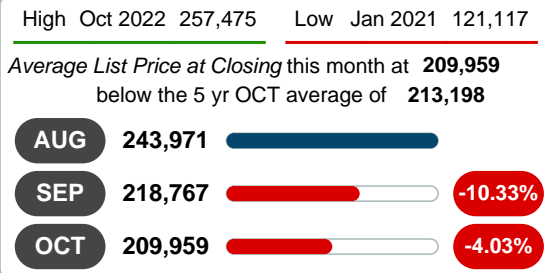 High Oct 2022 257,475 Low Jan 2021 121,117
Average List Price at Closing this month at 209,959
below the 5 yr OCT average of 213,198
AUG 243,971
SEP 218,767 -10.33%
OCT 209,959 -4.03%